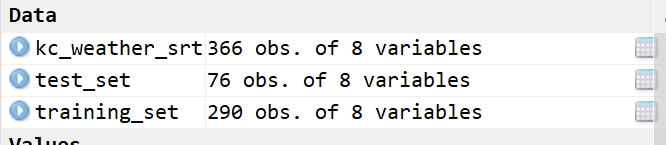 Data
kc_weather_srt 366 obs. of 8 variables
test_set 76 obs. of 8 variables
training_set 290 obs. of 8 variables
Values